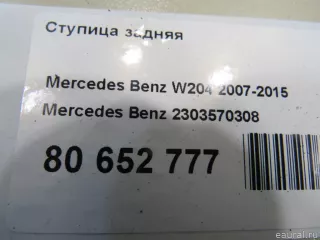 Ступица задняя
Mercedes Benz W204 2007-2015
Mercedes Benz 2303570308
80 652 777
eaural.ru